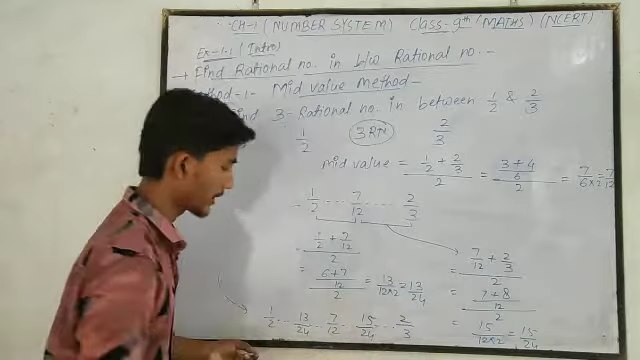 CH-1 (NUMBER SYSTEM) Class-9th (MATHS) (NCERT)
Ex-1.1 (Intro)
→ Find Rational no. in b/w Rational no. -
Method-1- Mid value Method-
Find 3-Rational no. in between 1/2 & 2/3
1/2 3RN 2/3
mid value = (1/2 + 2/3)/2 = ((3+4)/6)/2 = 7/(6×2) = 7/12
1/2 ...... 7/12 ...... 2/3
= (1/2 + 7/12)/2
= ((6+7)/12)/2 = 13/(12×2) = 13/24
= (7/12 + 2/3)/2
= ((7+8)/12)/2
= 15/(12×2) = 15/24
1/2 ... 13/24 ... 7/12 ... 15/24 ... 2/3